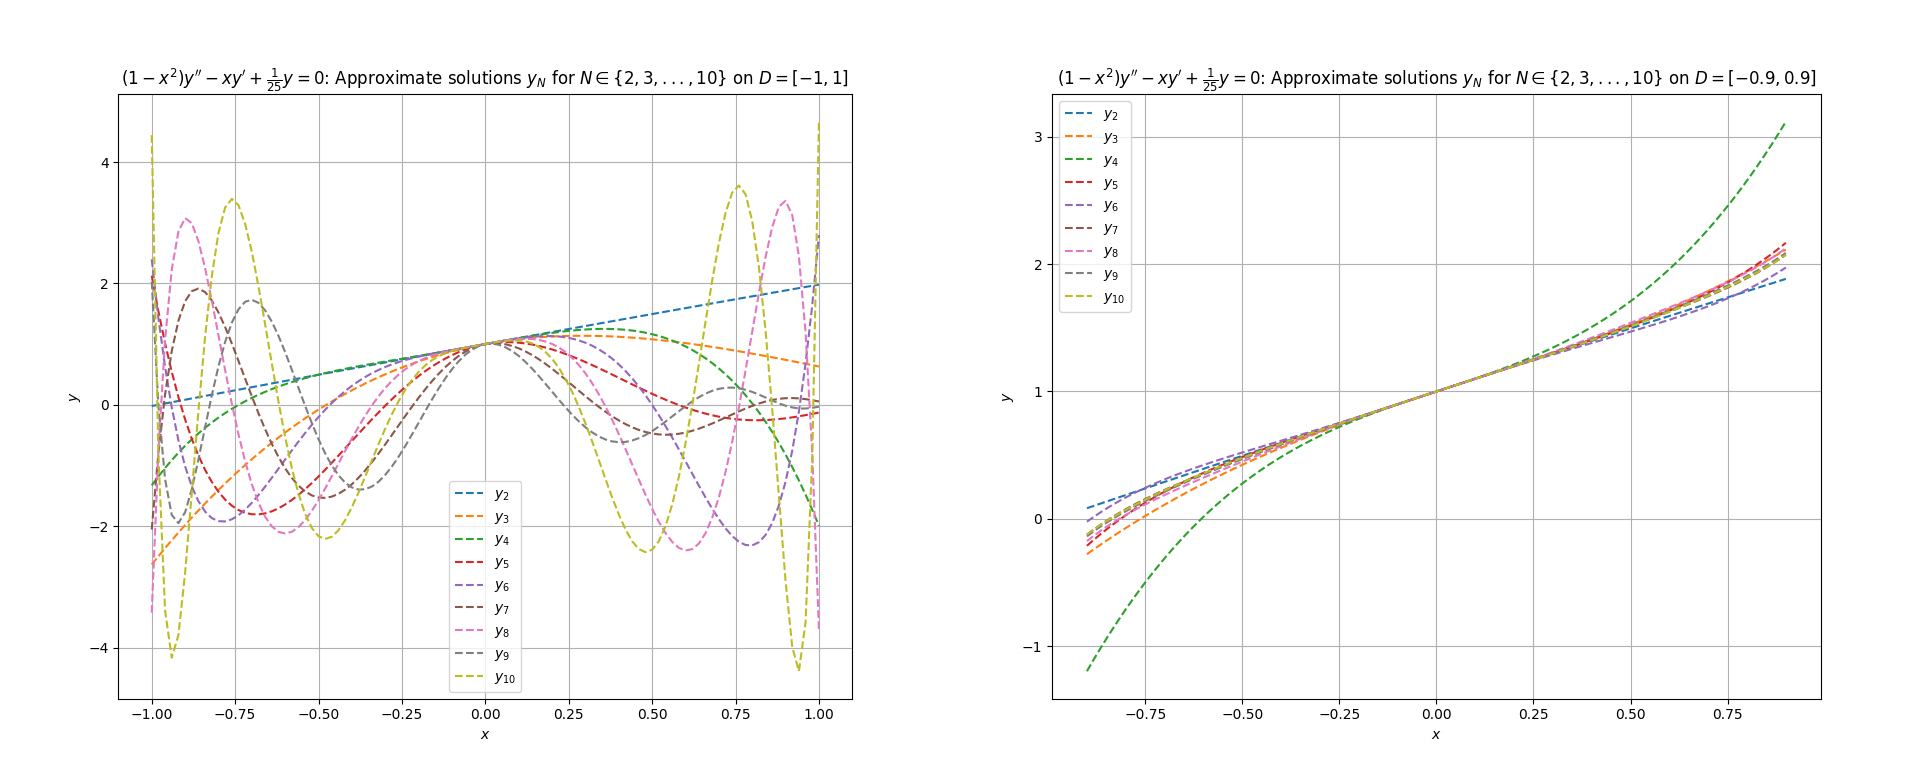 (1 − x²)y′′ − xy′ + 1/25 y = 0: Approximate solutions y_N for N ∈ {2, 3, . . . , 10} on D = [−1, 1]
4
2
0
−2
−4
y
y₂
y₃
y₄
y₅
y₆
y₇
y₈
y₉
y₁₀
−1.00 −0.75 −0.50 −0.25 0.00 0.25 0.50 0.75 1.00
x
(1 − x²)y′′ − xy′ + 1/25 y = 0: Approximate solutions y_N for N ∈ {2, 3, . . . , 10} on D = [−0.9, 0.9]
y₂
y₃
y₄
y₅
y₆
y₇
y₈
y₉
y₁₀
3
2
1
0
−1
y
−0.75 −0.50 −0.25 0.00 0.25 0.50 0.75
x